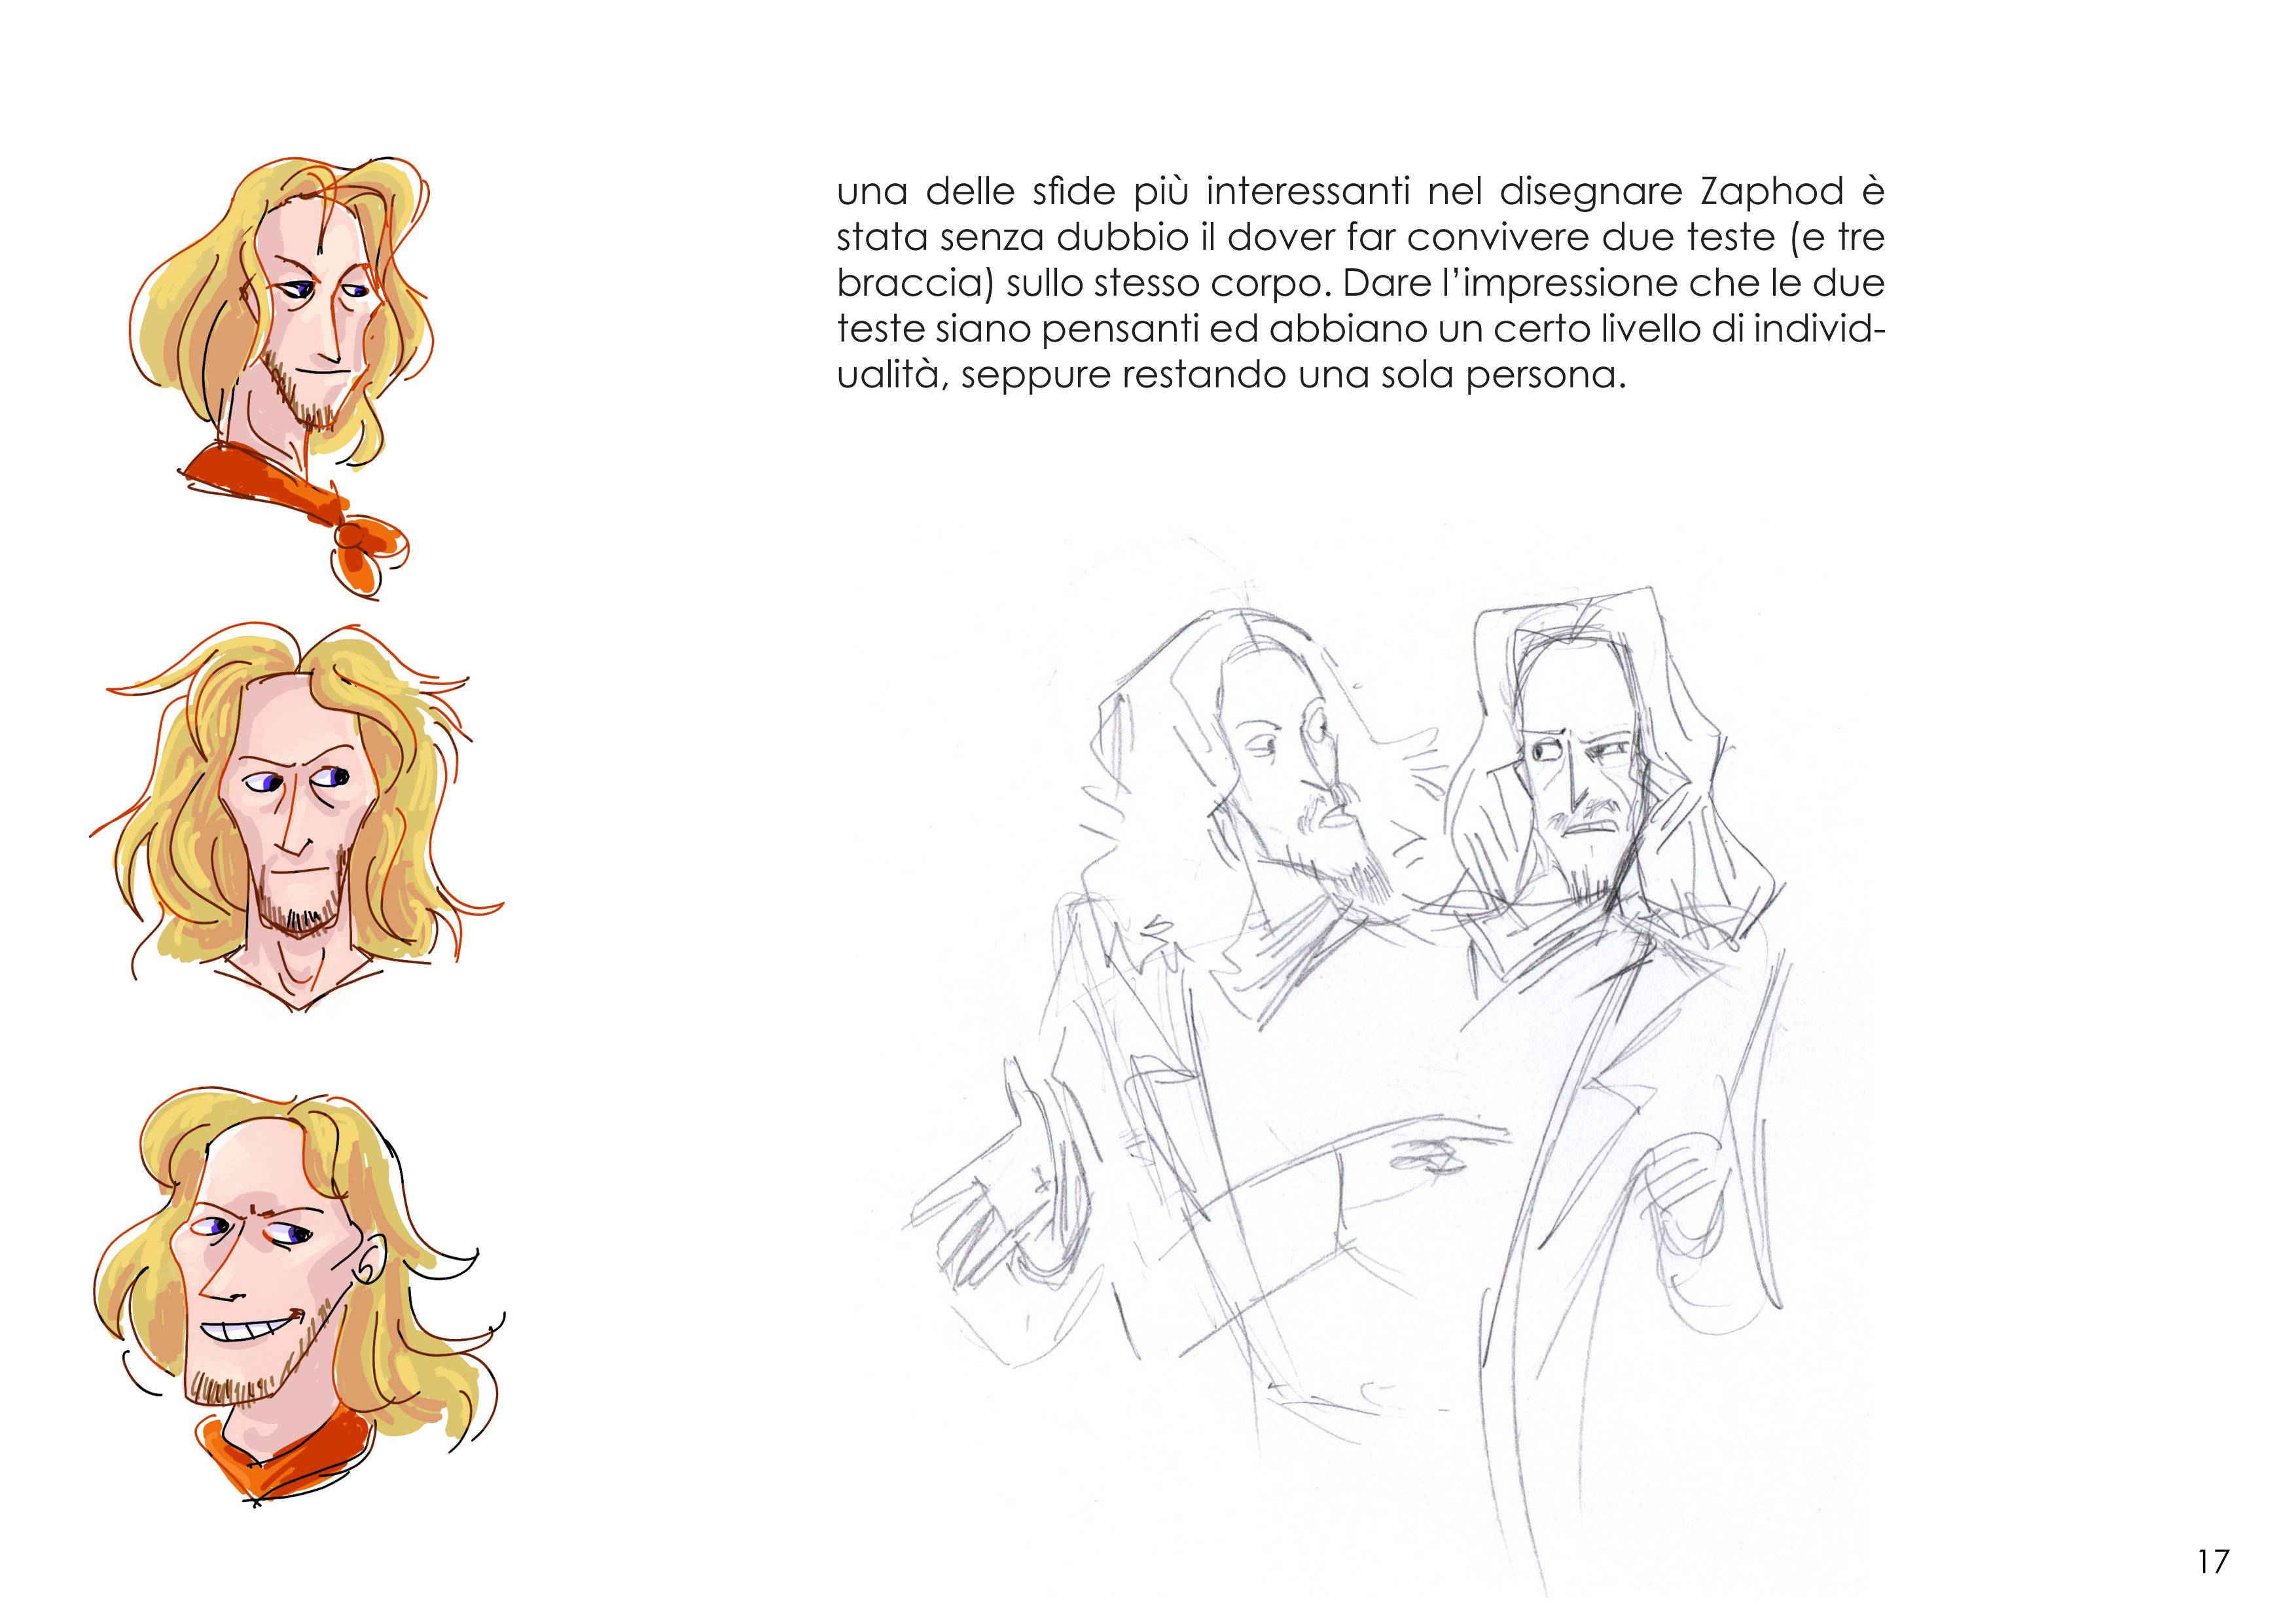 una delle sfide più interessanti nel disegnare Zaphod è
stata senza dubbio il dover far convivere due teste (e tre
braccia) sullo stesso corpo. Dare l’impressione che le due
teste siano pensanti ed abbiano un certo livello di individ-
ualità, seppure restando una sola persona.
17